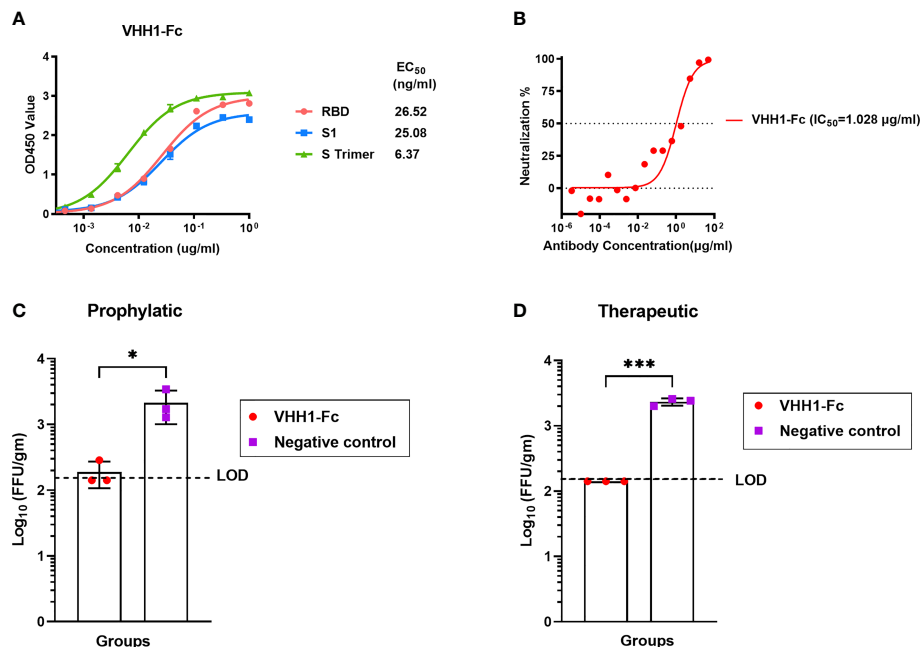 A
VHH1-Fc
OD450 Value
4
3
2
1
0
10-3
10-2
10-1
100
Concentration (ug/ml)
EC50
(ng/ml)
RBD 26.52
S1 25.08
S Trimer 6.37
B
Neutralization %
100
75
50
25
0
10-6
10-4
10-2
100
102
Antibody Concentration(µg/ml)
VHH1-Fc (IC50=1.028 µg/ml)
C
Prophylatic
Log10 (FFU/gm)
4
3
2
1
0
*
LOD
Groups
VHH1-Fc
Negative control
D
Therapeutic
Log10 (FFU/gm)
4
3
2
1
0
***
LOD
Groups
VHH1-Fc
Negative control